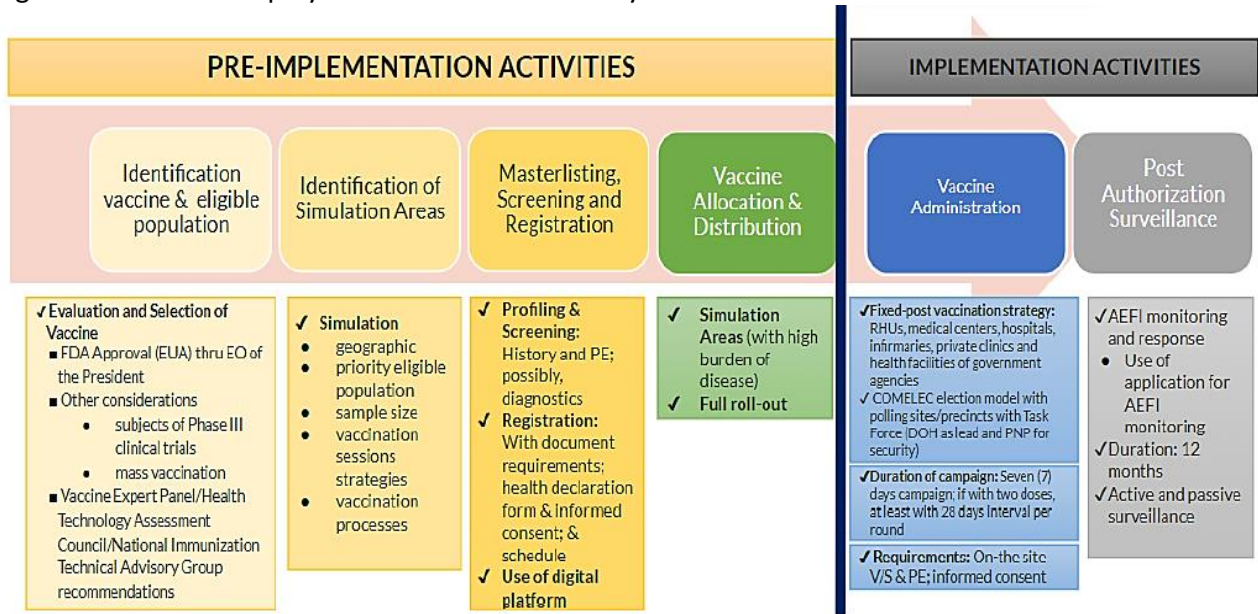 PRE-IMPLEMENTATION ACTIVITIES
IMPLEMENTATION ACTIVITIES
Identification
vaccine & eligible
population
Identification of
Simulation Areas
Masterlisting,
Screening and
Registration
Vaccine
Allocation &
Distribution
Vaccine
Administration
Post
Authorization
Surveillance
✓ Evaluation and Selection of
Vaccine
■ FDA Approval (EUA) thru EO of
the President
■ Other considerations
● subjects of Phase III
clinical trials
● mass vaccination
■ Vaccine Expert Panel/Health
Technology Assessment
Council/National Immunization
Technical Advisory Group
recommendations
✓ Simulation
● geographic
● priority eligible
population
● sample size
● vaccination
sessions
strategies
● vaccination
processes
✓ Profiling &
Screening:
History and PE;
possibly,
diagnostics
✓ Registration:
With document
requirements;
health declaration
form & informed
consent; &
schedule
✓ Use of digital
platform
✓ Simulation
Areas (with high
burden of
disease)
✓ Full roll-out
✓Fixed-post vaccination strategy:
RHUs, medical centers, hospitals,
infirmaries, private clinics and
health facilities of government
agencies
✓ COMELEC election model with
polling sites/precincts with Task
Force (DOH as lead and PNP for
security)
✓Duration of campaign: Seven (7)
days campaign; if with two doses,
at least with 28 days interval per
round
✓Requirements: On-the site
V/S & PE; informed consent
✓AEFI monitoring
and response
● Use of
application for
AEFI
monitoring
✓Duration: 12
months
✓Active and passive
surveillance